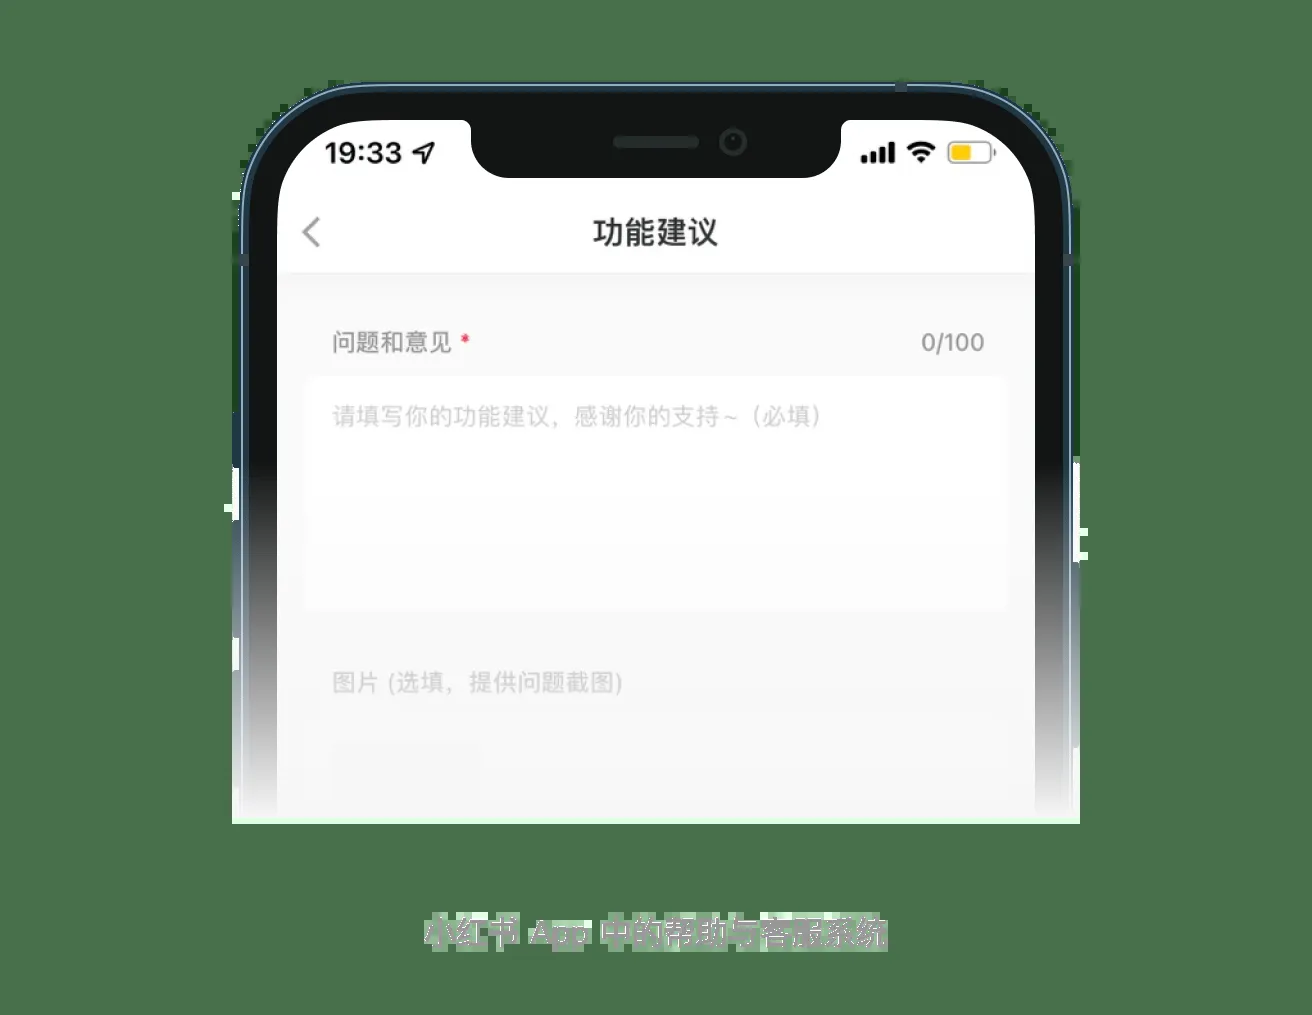 19:33
功能建议
问题和意见 * 0/100
请填写你的功能建议，感谢你的支持~（必填）
图片 (选填，提供问题截图)
小红书 App 中的帮助与客服系统